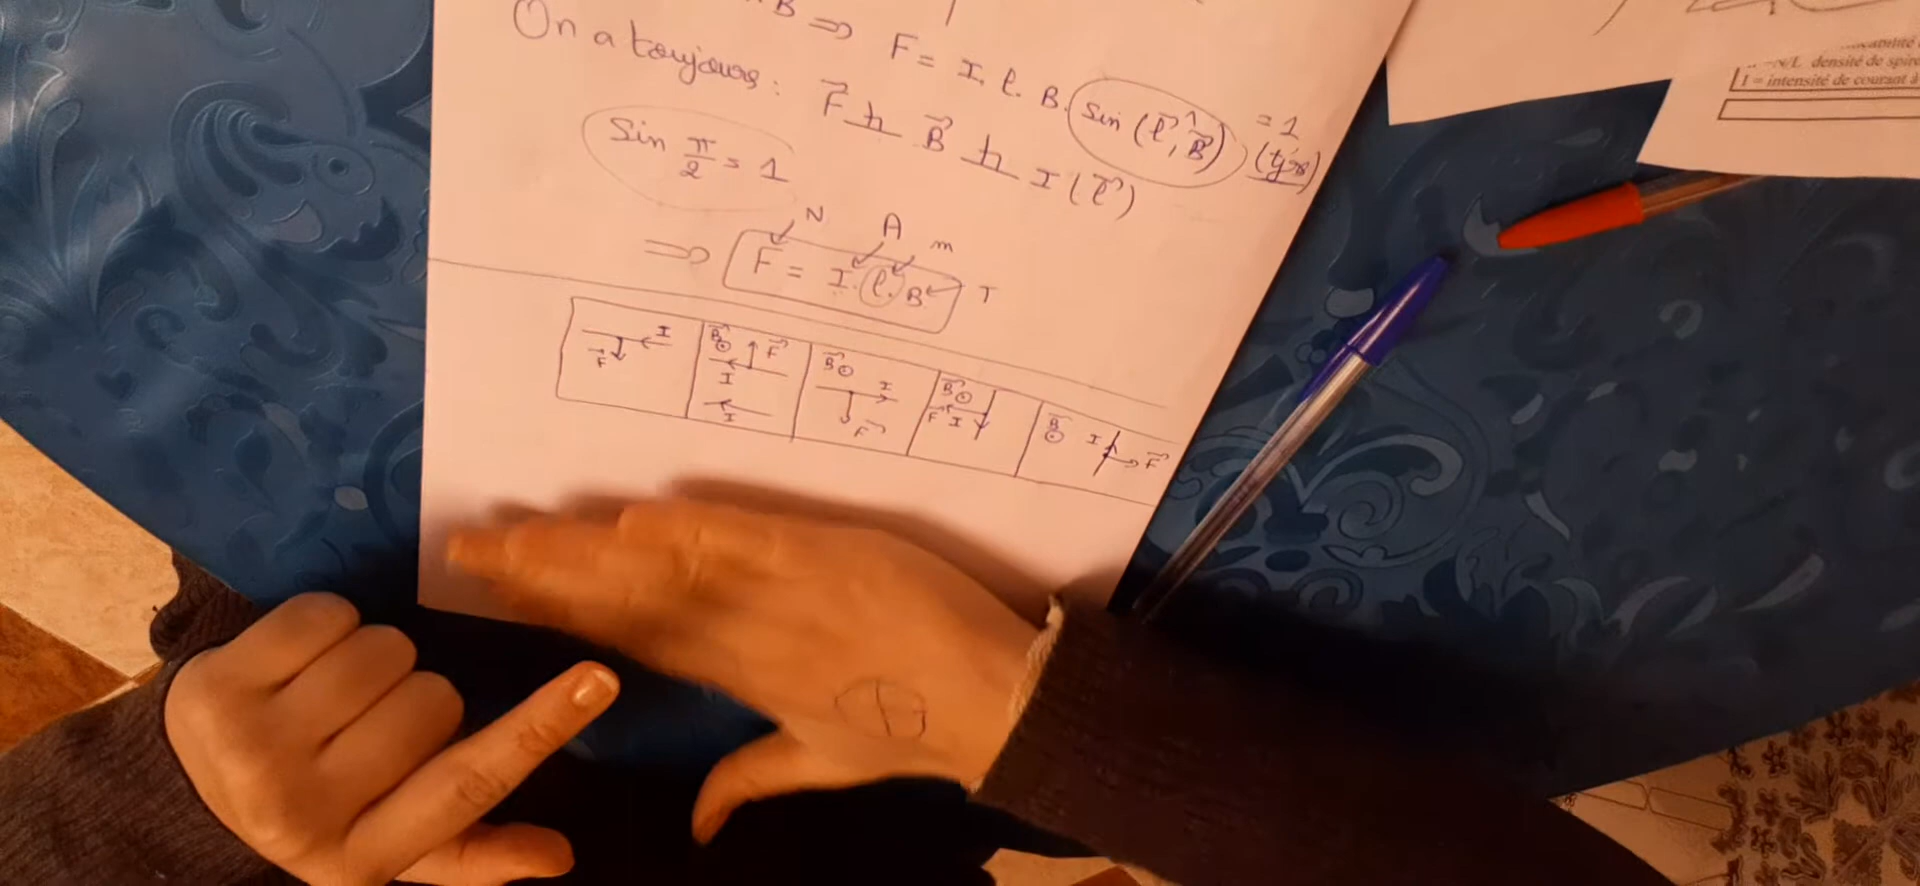 B ⇒ F = I. l. B. Sin (l⃗, B⃗) = 1
On a toujours : F⃗ ⊥ B⃗ ⊥ I (l⃗)
Sin π/2 = 1
N A m
⇒ F = I. l. B T
I F⃗
B⃗ ⊙ F⃗ I I
B⃗ ⊙ I F⃗
B⃗ ⊙ F⃗ I
B⃗ ⊙ I F⃗
N/L densité de spire
I = intensité de courant